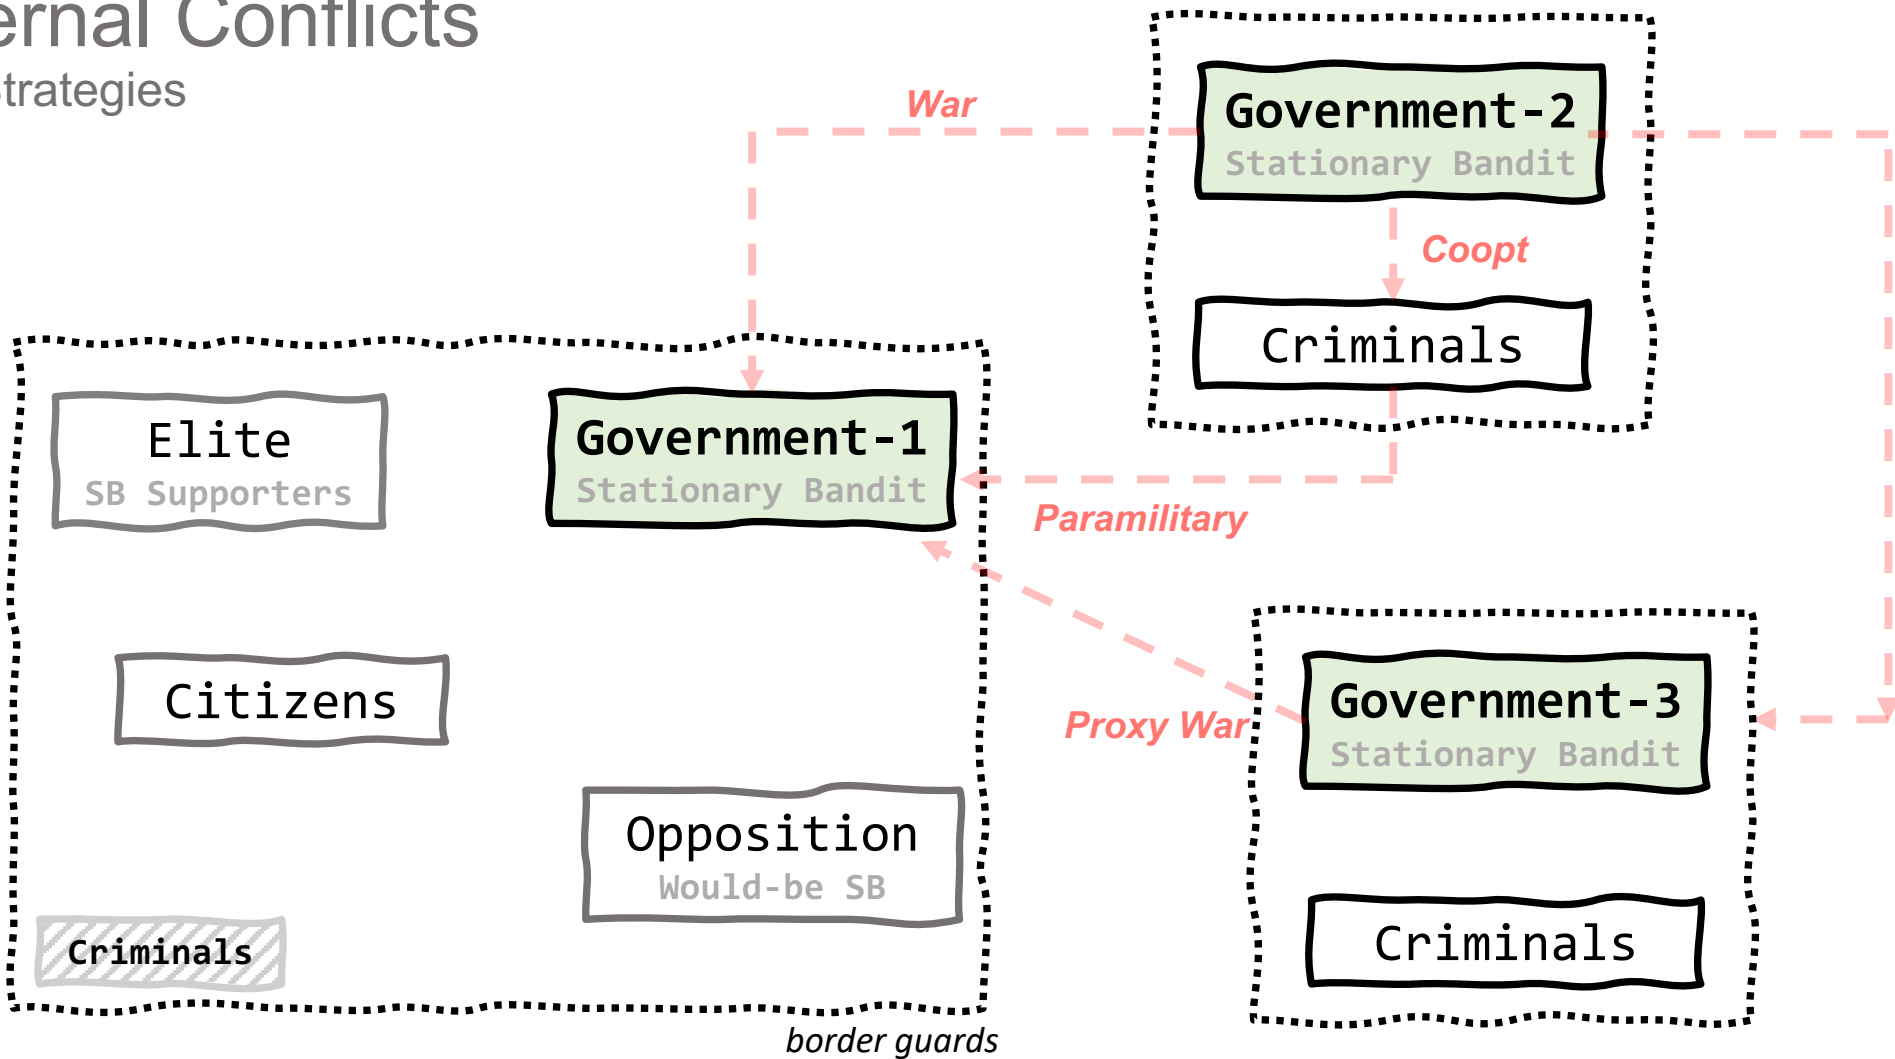 ernal Conflicts
trategies
War
Government-2
Stationary Bandit
Coopt
Criminals
Elite
SB Supporters
Government-1
Stationary Bandit
Paramilitary
Citizens
Proxy War
Government-3
Stationary Bandit
Opposition
Would-be SB
Criminals
Criminals
border guards